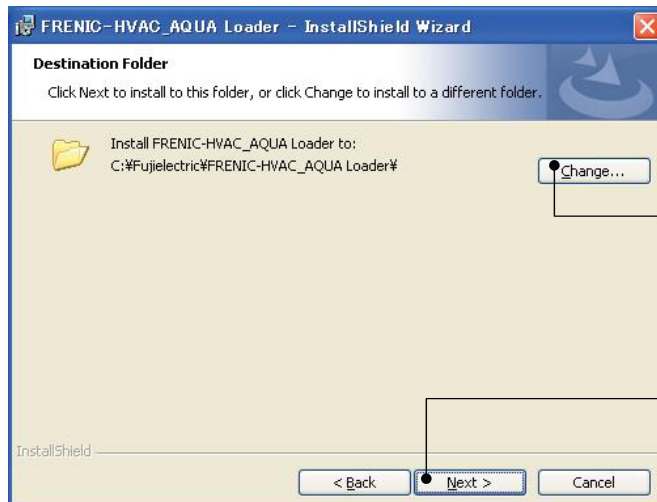 FRENIC-HVAC_AQUA Loader - InstallShield Wizard
Destination Folder
Click Next to install to this folder, or click Change to install to a different folder.
Install FRENIC-HVAC_AQUA Loader to:
C:¥Fujielectric¥FRENIC-HVAC_AQUA Loader¥
Change...
InstallShield
< Back
Next >
Cancel